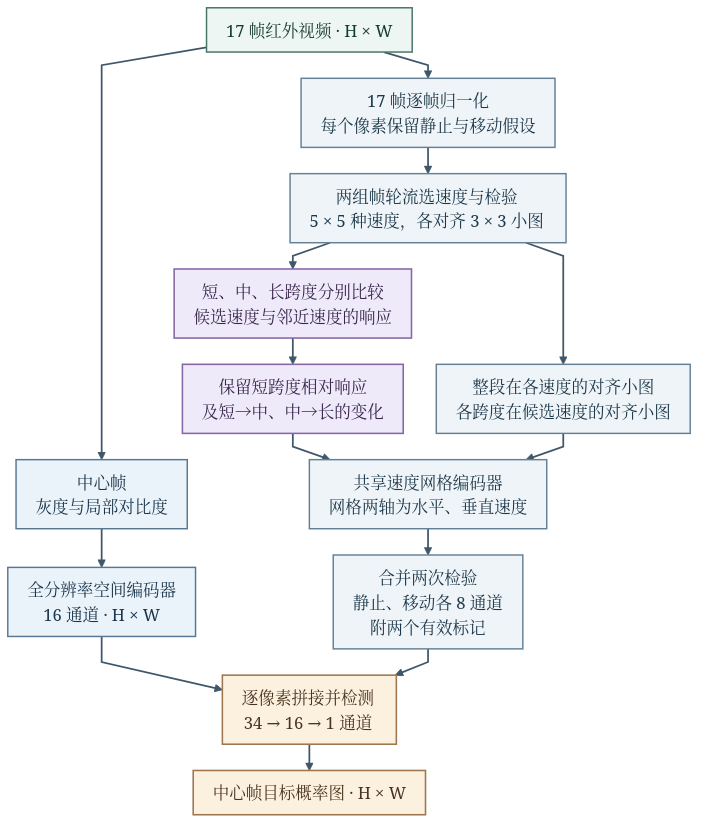 17 帧红外视频 · H × W
17 帧逐帧归一化
每个像素保留静止与移动假设
两组帧轮流选速度与检验
5 × 5 种速度，各对齐 3 × 3 小图
短、中、长跨度分别比较
候选速度与邻近速度的响应
保留短跨度相对响应
及短→中、中→长的变化
整段在各速度的对齐小图
各跨度在候选速度的对齐小图
中心帧
灰度与局部对比度
共享速度网格编码器
网格两轴为水平、垂直速度
全分辨率空间编码器
16 通道 · H × W
合并两次检验
静止、移动各 8 通道
附两个有效标记
逐像素拼接并检测
34 → 16 → 1 通道
中心帧目标概率图 · H × W